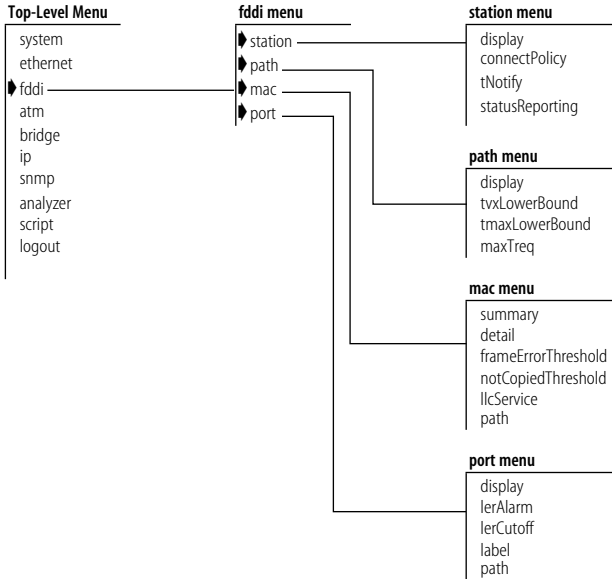 Top-Level Menu
system
ethernet
fddi
atm
bridge
ip
snmp
analyzer
script
logout
fddi menu
station
path
mac
port
station menu
display
connectPolicy
tNotify
statusReporting
path menu
display
tvxLowerBound
tmaxLowerBound
maxTreq
mac menu
summary
detail
frameErrorThreshold
notCopiedThreshold
llcService
path
port menu
display
lerAlarm
lerCutoff
label
path